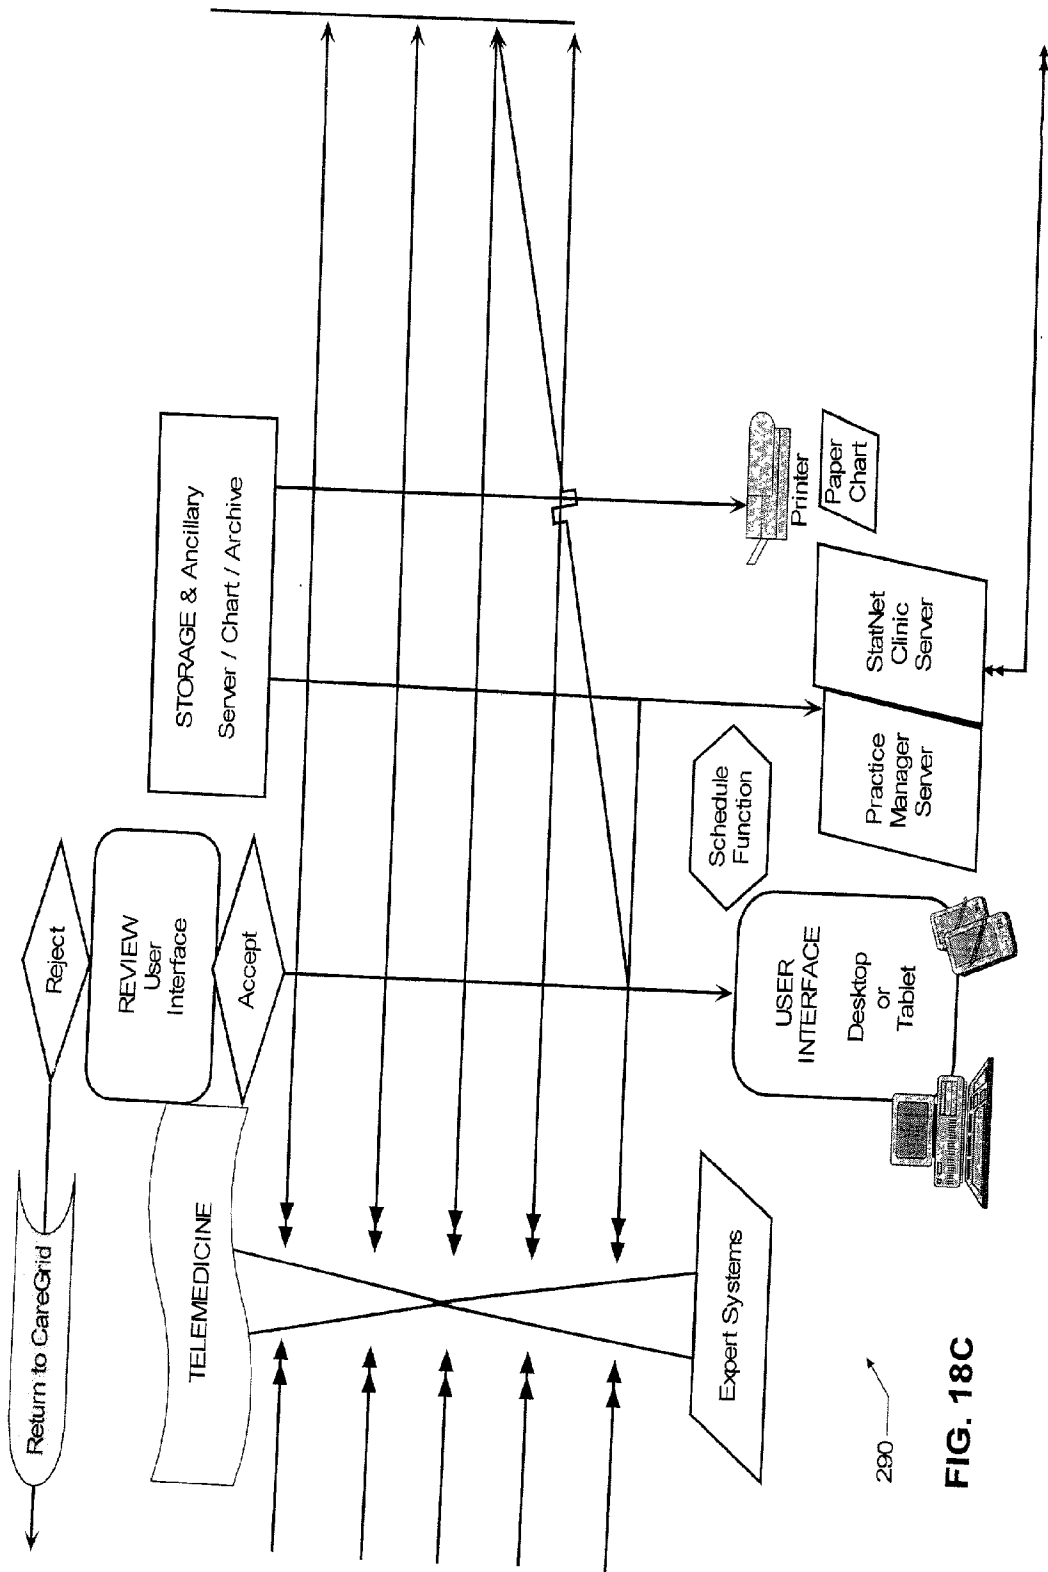 Return to CareGrid
Reject
REVIEW
User
Interface
Accept
TELEMEDICINE
STORAGE & Ancillary
Server / Chart / Archive
Expert Systems
USER
INTERFACE
Desktop
or
Tablet
Schedule
Function
Practice
Manager
Server
StatNet
Clinic
Server
Printer
Paper
Chart
290
FIG. 18C